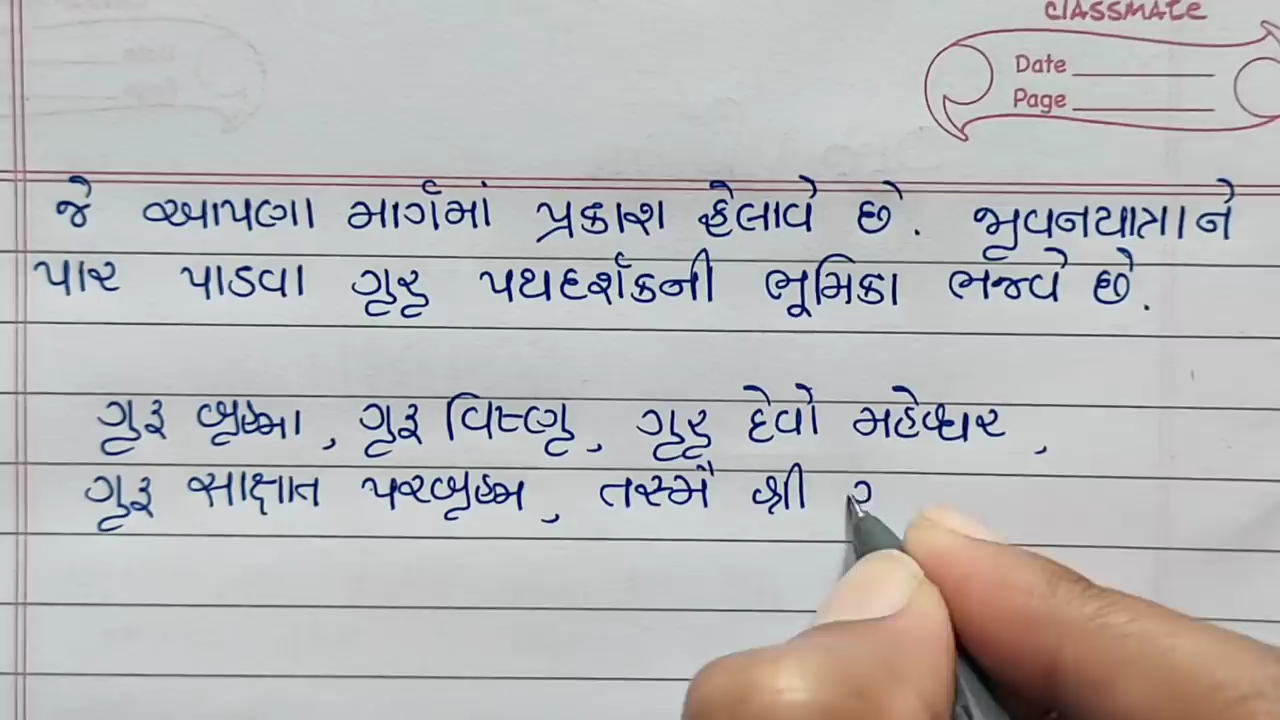 classmate
Date
Page
જે આપણા માર્ગમાં પ્રકાશ ફેલાવે છે. જીવનયાત્રાને
પાર પાડવા ગુરુ પથદર્શકની ભૂમિકા ભજવે છે.
ગુરૂ બ્રહ્મા, ગુરૂ વિષ્ણુ, ગુરુ દેવો મહેશ્વર,
ગુરૂ સાક્ષાત પરબ્રહ્મ, તસ્મૈ શ્રી